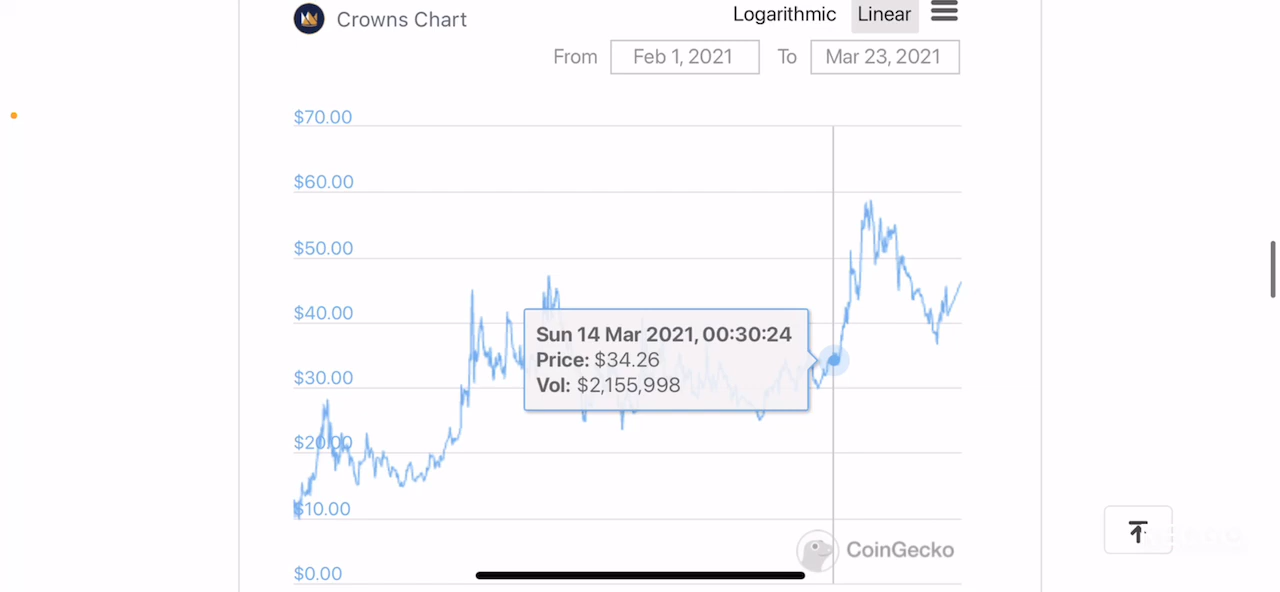 Crowns Chart
Logarithmic Linear
From Feb 1, 2021 To Mar 23, 2021
$70.00
$60.00
$50.00
$40.00
Sun 14 Mar 2021, 00:30:24
Price: $34.26
Vol: $2,155,998
$30.00
$20.00
$10.00
CoinGecko
$0.00